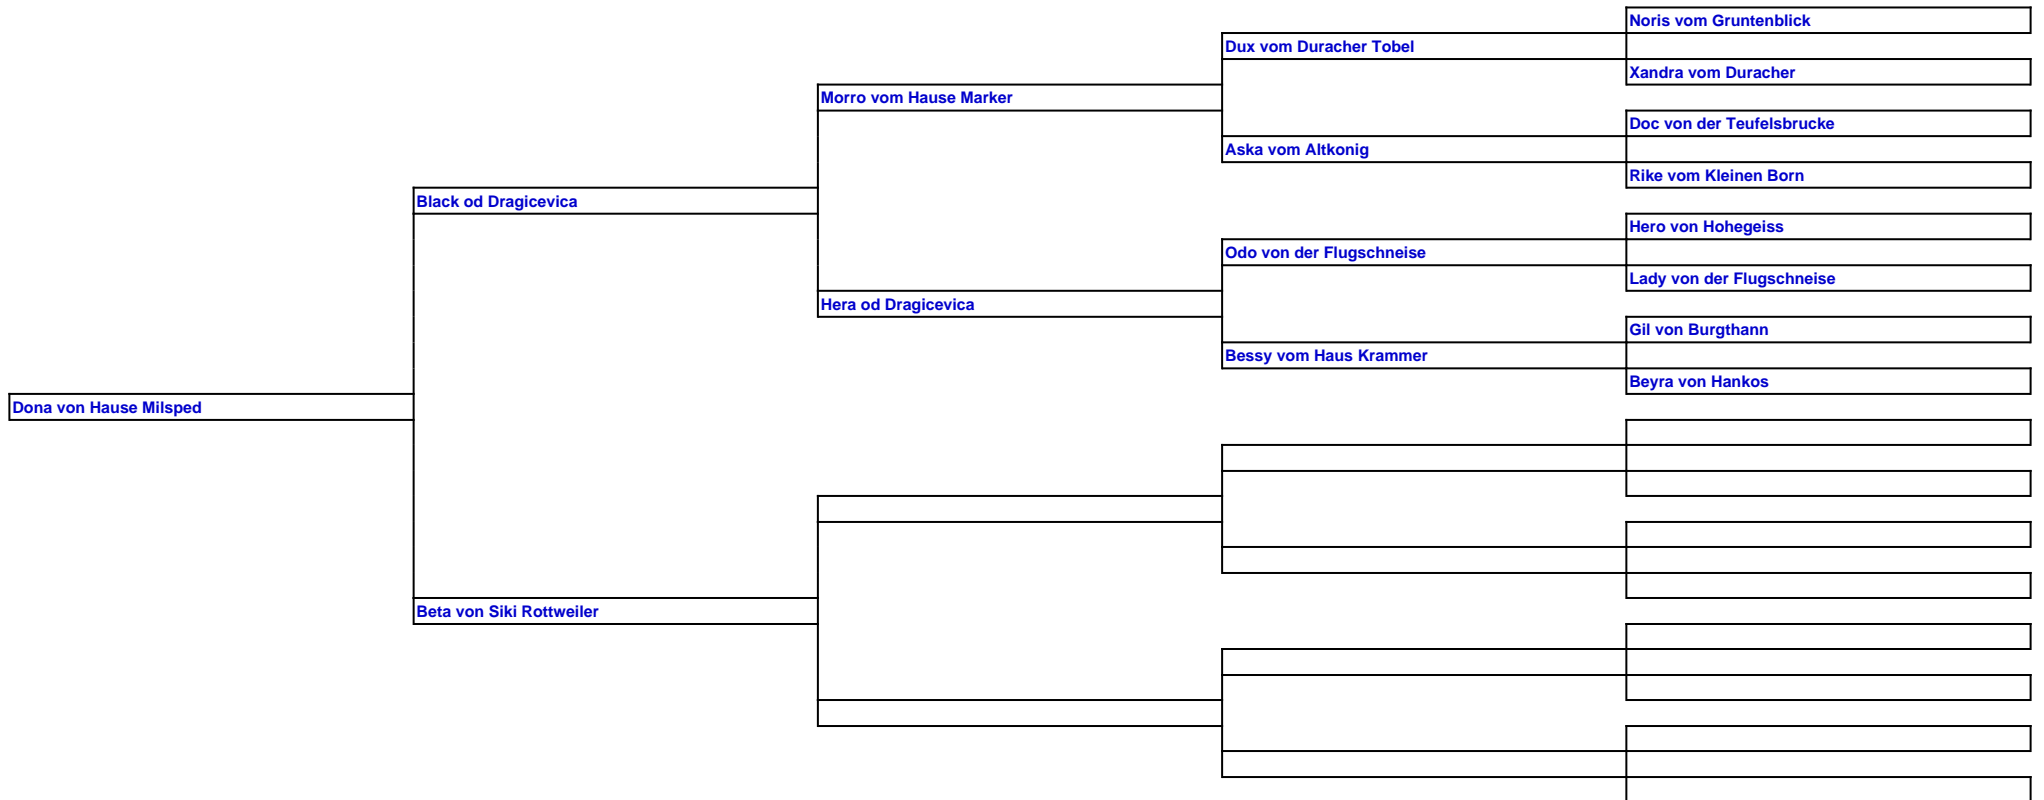 Noris vom Gruntenblick
Dux vom Duracher Tobel
Xandra vom Duracher
Morro vom Hause Marker
Doc von der Teufelsbrucke
Aska vom Altkonig
Rike vom Kleinen Born
Black od Dragicevica
Hero von Hohegeiss
Odo von der Flugschneise
Lady von der Flugschneise
Hera od Dragicevica
Gil von Burgthann
Bessy vom Haus Krammer
Beyra von Hankos
Dona von Hause Milsped
Beta von Siki Rottweiler